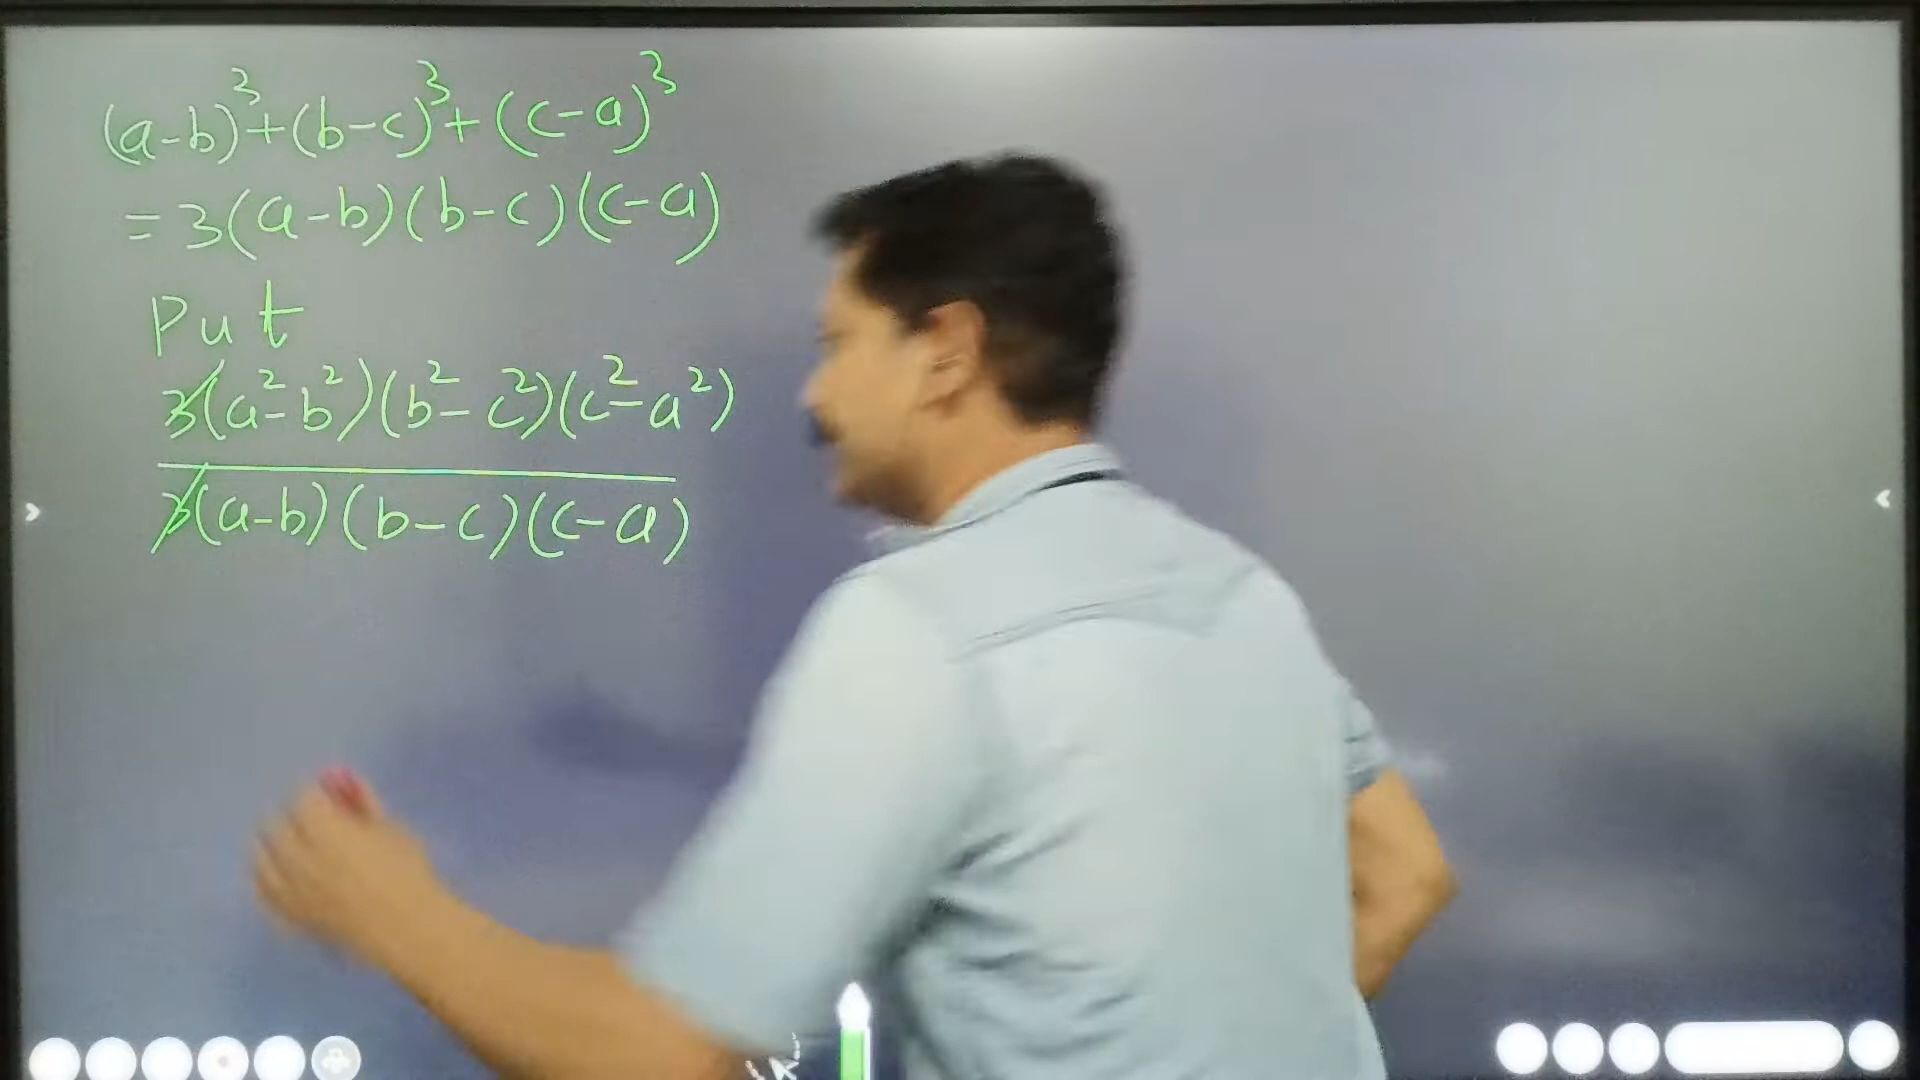 (a-b)³+(b-c)³+(c-a)³
=3(a-b)(b-c)(c-a)
Put
3(a²-b²)(b²-c²)(c²-a²)
3(a-b)(b-c)(c-a)